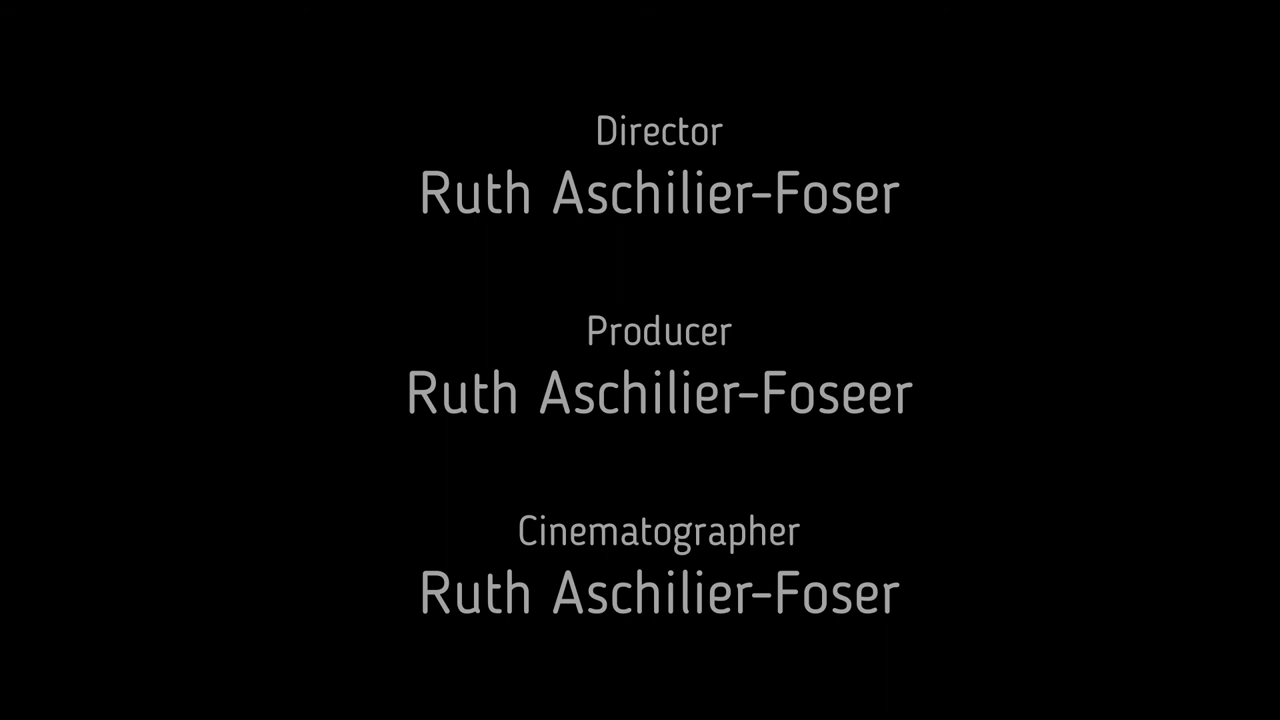 Director
Ruth Aschilier-Foser
Producer
Ruth Aschilier-Foseer
Cinematographer
Ruth Aschilier-Foser